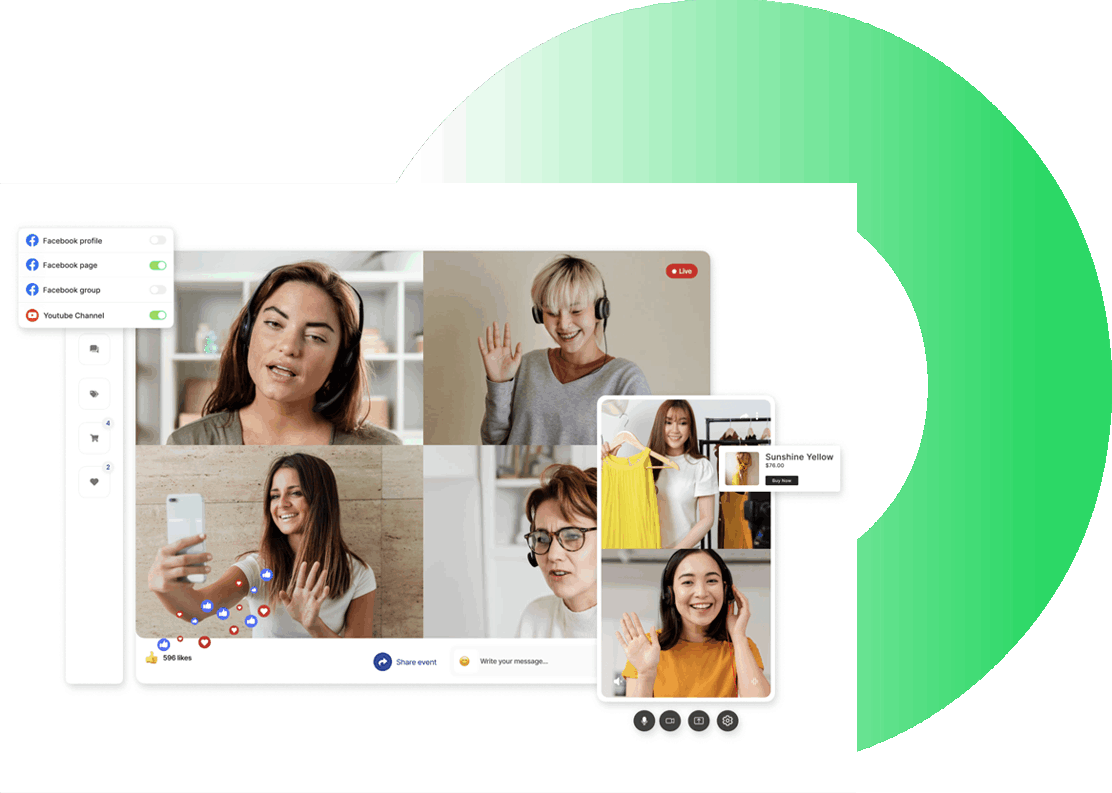 Facebook profile
Facebook page
Facebook group
Youtube Channel
Live
4
2
Sunshine Yellow
$76.00
Buy Now
596 likes
Share event
Write your message...